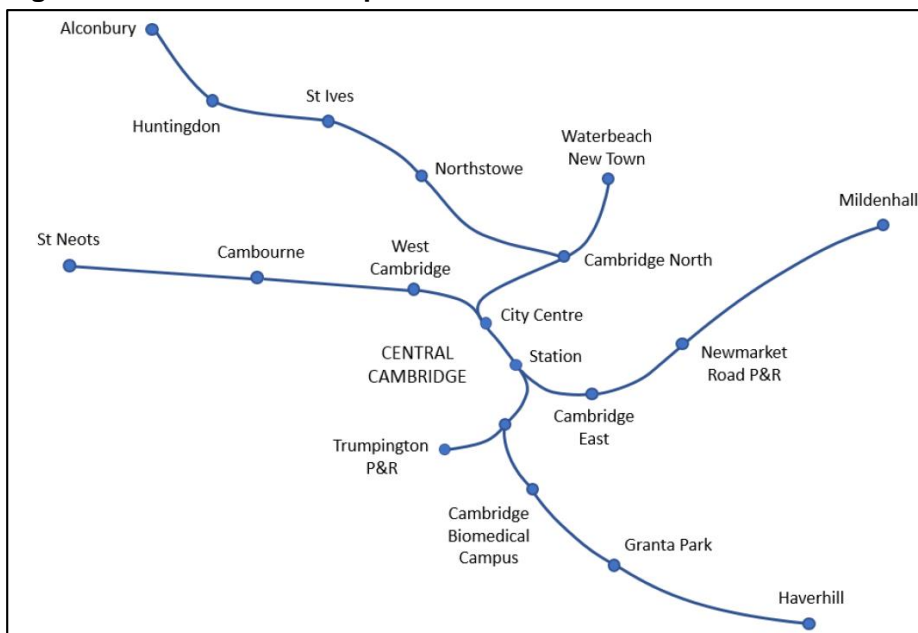 Alconbury
Huntingdon
St Ives
Northstowe
Waterbeach
New Town
Mildenhall
St Neots
Cambourne
West
Cambridge
Cambridge North
City Centre
CENTRAL
CAMBRIDGE
Station
Newmarket
Road P&R
Cambridge
East
Trumpington
P&R
Cambridge
Biomedical
Campus
Granta Park
Haverhill